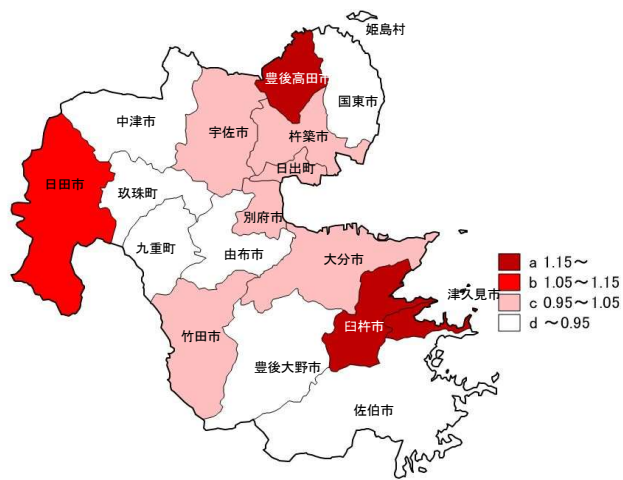 姫島村
豊後高田市
国東市
中津市
宇佐市
杵築市
日出町
日田市
玖珠町
別府市
九重町
由布市
大分市
a 1.15～
b 1.05～1.15
c 0.95～1.05
d ～0.95
津久見市
臼杵市
竹田市
豊後大野市
佐伯市